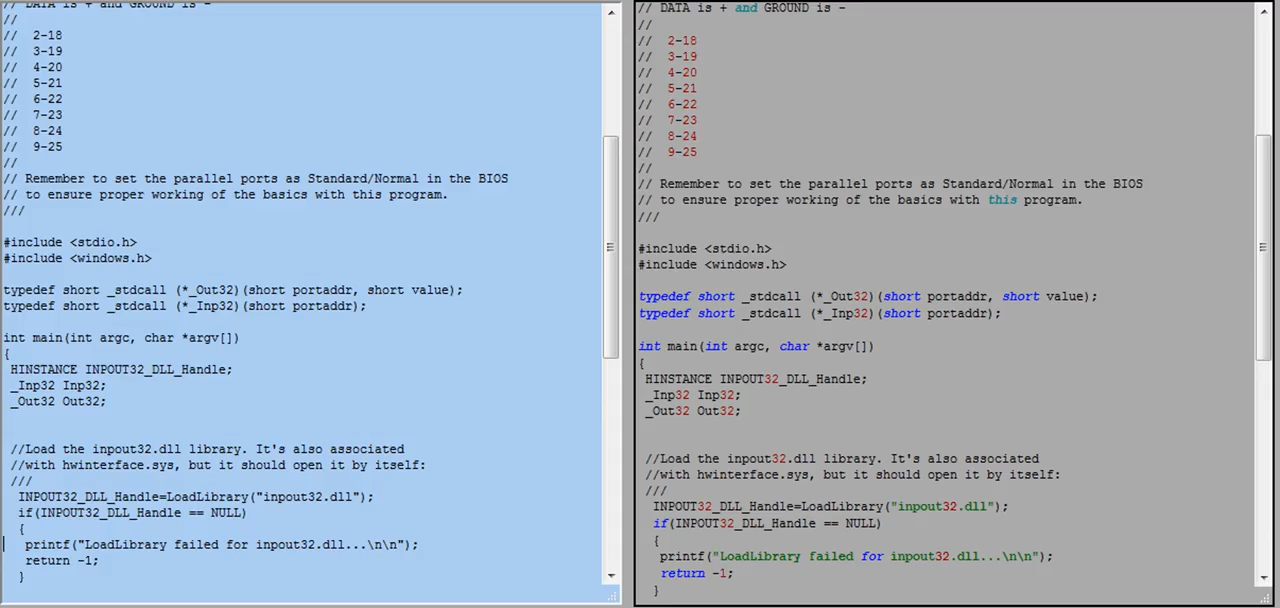 // DATA is + and GROUND is -
//
//  2-18
//  3-19
//  4-20
//  5-21
//  6-22
//  7-23
//  8-24
//  9-25
//
// Remember to set the parallel ports as Standard/Normal in the BIOS
// to ensure proper working of the basics with this program.
///
#include <stdio.h>
#include <windows.h>
typedef short _stdcall (*_Out32)(short portaddr, short value);
typedef short _stdcall (*_Inp32)(short portaddr);
int main(int argc, char *argv[])
{
HINSTANCE INPOUT32_DLL_Handle;
_Inp32 Inp32;
_Out32 Out32;
//Load the inpout32.dll library. It's also associated
//with hwinterface.sys, but it should open it by itself:
///
INPOUT32_DLL_Handle=LoadLibrary("inpout32.dll");
if(INPOUT32_DLL_Handle == NULL)
{
printf("LoadLibrary failed for inpout32.dll...\n\n");
return -1;
}
// DATA is + and GROUND is -
//
//  2-18
//  3-19
//  4-20
//  5-21
//  6-22
//  7-23
//  8-24
//  9-25
//
// Remember to set the parallel ports as Standard/Normal in the BIOS
// to ensure proper working of the basics with this program.
///
#include <stdio.h>
#include <windows.h>
typedef short _stdcall (*_Out32)(short portaddr, short value);
typedef short _stdcall (*_Inp32)(short portaddr);
int main(int argc, char *argv[])
{
HINSTANCE INPOUT32_DLL_Handle;
_Inp32 Inp32;
_Out32 Out32;
//Load the inpout32.dll library. It's also associated
//with hwinterface.sys, but it should open it by itself:
///
INPOUT32_DLL_Handle=LoadLibrary("inpout32.dll");
if(INPOUT32_DLL_Handle == NULL)
{
printf("LoadLibrary failed for inpout32.dll...\n\n");
return -1;
}